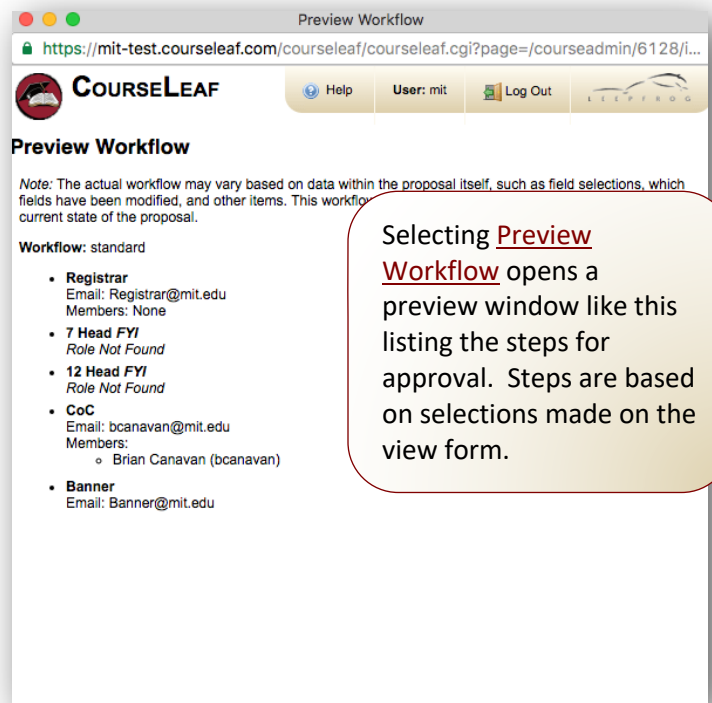 Preview Workflow
https://mit-test.courseleaf.com/courseleaf/courseleaf.cgi?page=/courseadmin/6128/i...
COURSELEAF
Help
User: mit
Log Out
LEEPFROG
Preview Workflow
Note: The actual workflow may vary based on data within the proposal itself, such as field selections, which
fields have been modified, and other items. This workflow
current state of the proposal.
Workflow: standard
• Registrar
Email: Registrar@mit.edu
Members: None
• 7 Head FYI
Role Not Found
• 12 Head FYI
Role Not Found
• CoC
Email: bcanavan@mit.edu
Members:
○ Brian Canavan (bcanavan)
• Banner
Email: Banner@mit.edu
Selecting Preview
Workflow opens a
preview window like this
listing the steps for
approval. Steps are based
on selections made on the
view form.